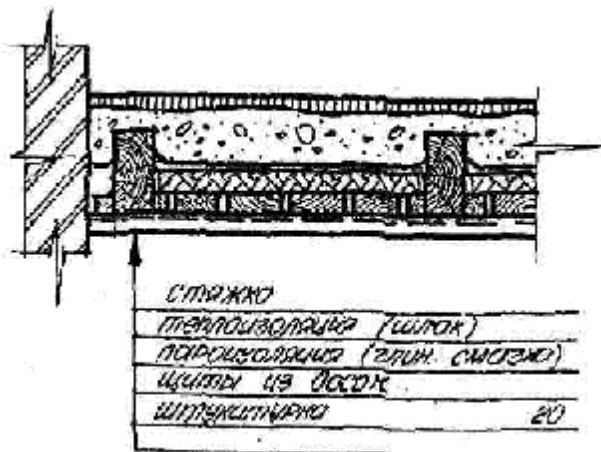 стяжка
теплоизоляция (шлак)
пароизоляция (глин. смазка)
щиты из досок
штукатурка 20